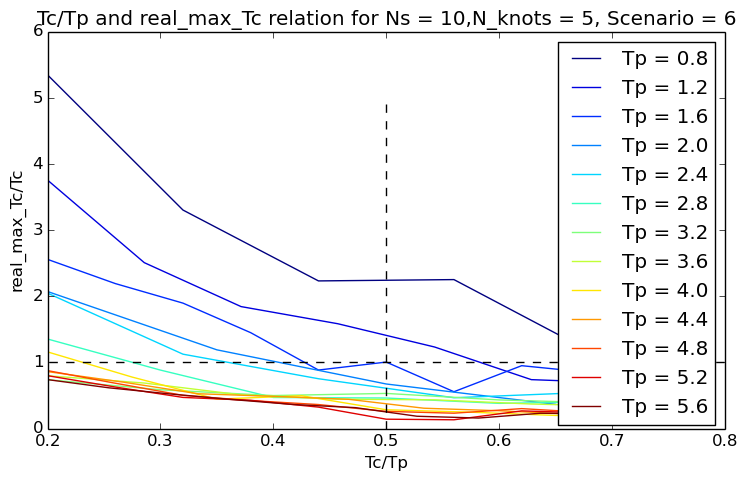 Tc/Tp and real_max_Tc relation for Ns = 10,N_knots = 5, Scenario = 6
real_max_Tc/Tc
6
5
4
3
2
1
0
Tp = 0.8
Tp = 1.2
Tp = 1.6
Tp = 2.0
Tp = 2.4
Tp = 2.8
Tp = 3.2
Tp = 3.6
Tp = 4.0
Tp = 4.4
Tp = 4.8
Tp = 5.2
Tp = 5.6
0.2 0.3 0.4 0.5 0.6 0.7 0.8
Tc/Tp